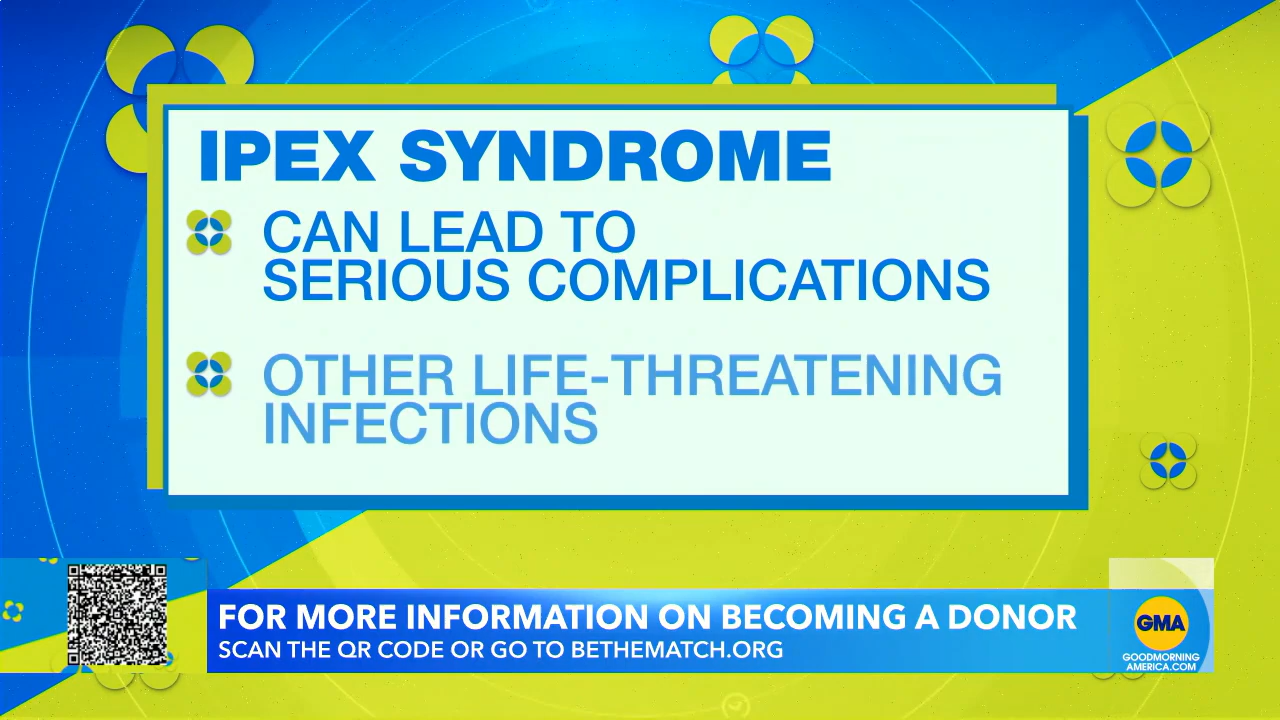 IPEX SYNDROME
CAN LEAD TO
SERIOUS COMPLICATIONS
OTHER LIFE-THREATENING
INFECTIONS
FOR MORE INFORMATION ON BECOMING A DONOR
SCAN THE QR CODE OR GO TO BETHEMATCH.ORG
GMA
GOODMORNING
AMERICA.COM